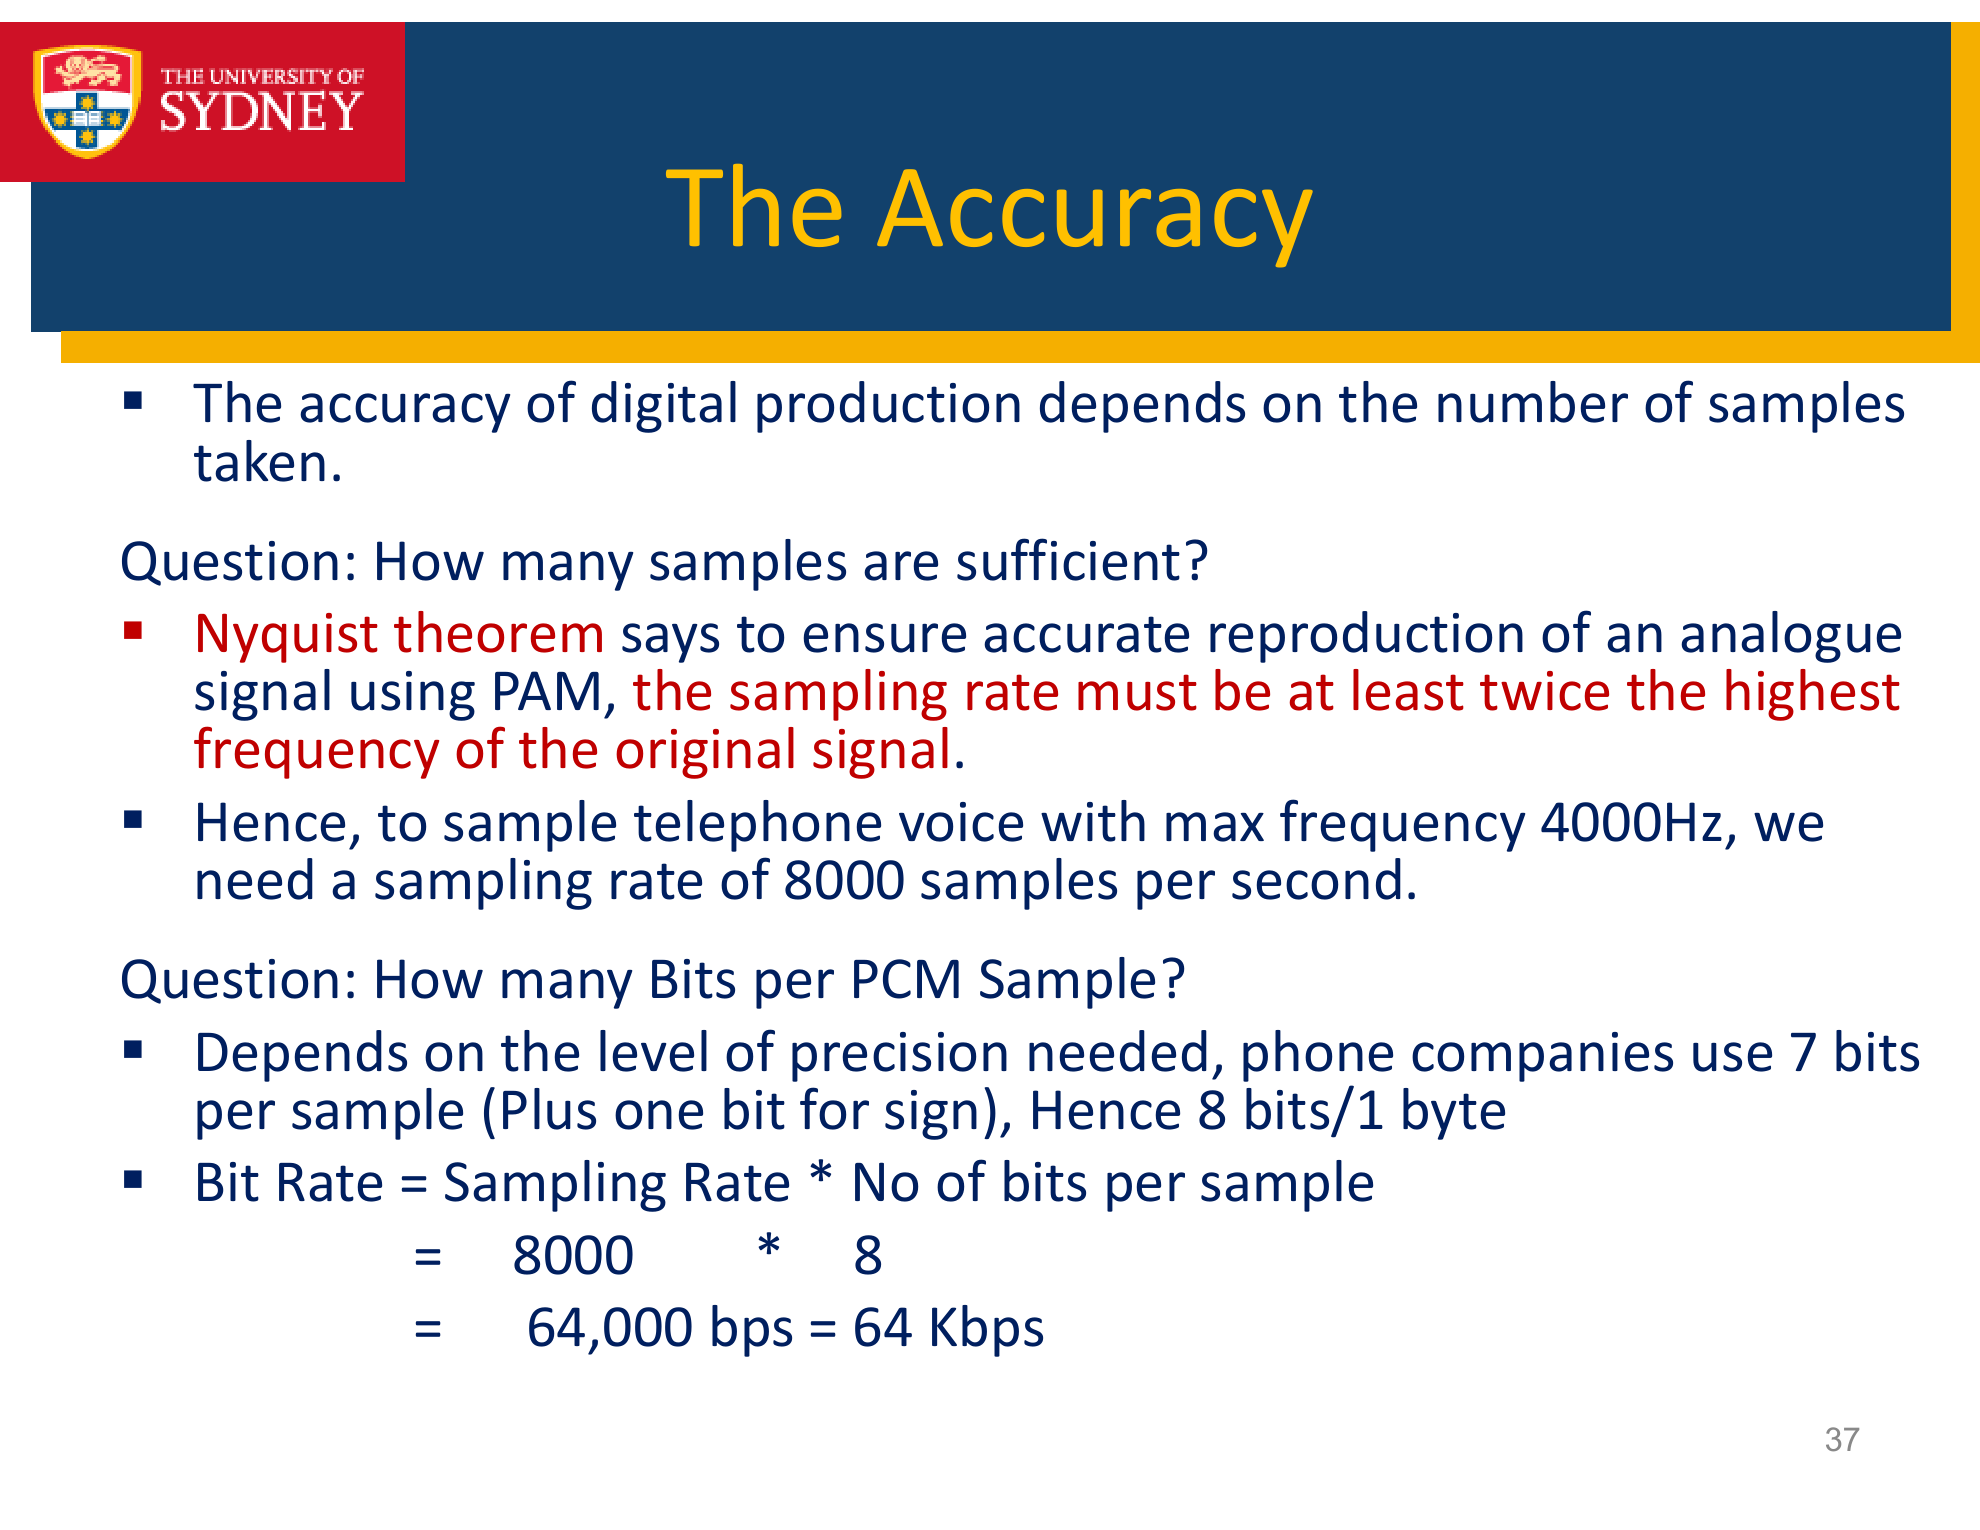 THE UNIVERSITY OF
SYDNEY
The Accuracy
▪ The accuracy of digital production depends on the number of samples
taken.
Question: How many samples are sufficient?
▪ Nyquist theorem says to ensure accurate reproduction of an analogue
signal using PAM, the sampling rate must be at least twice the highest
frequency of the original signal.
▪ Hence, to sample telephone voice with max frequency 4000Hz, we
need a sampling rate of 8000 samples per second.
Question: How many Bits per PCM Sample?
▪ Depends on the level of precision needed, phone companies use 7 bits
per sample (Plus one bit for sign), Hence 8 bits/1 byte
▪ Bit Rate = Sampling Rate * No of bits per sample
= 8000 * 8
= 64,000 bps = 64 Kbps
37